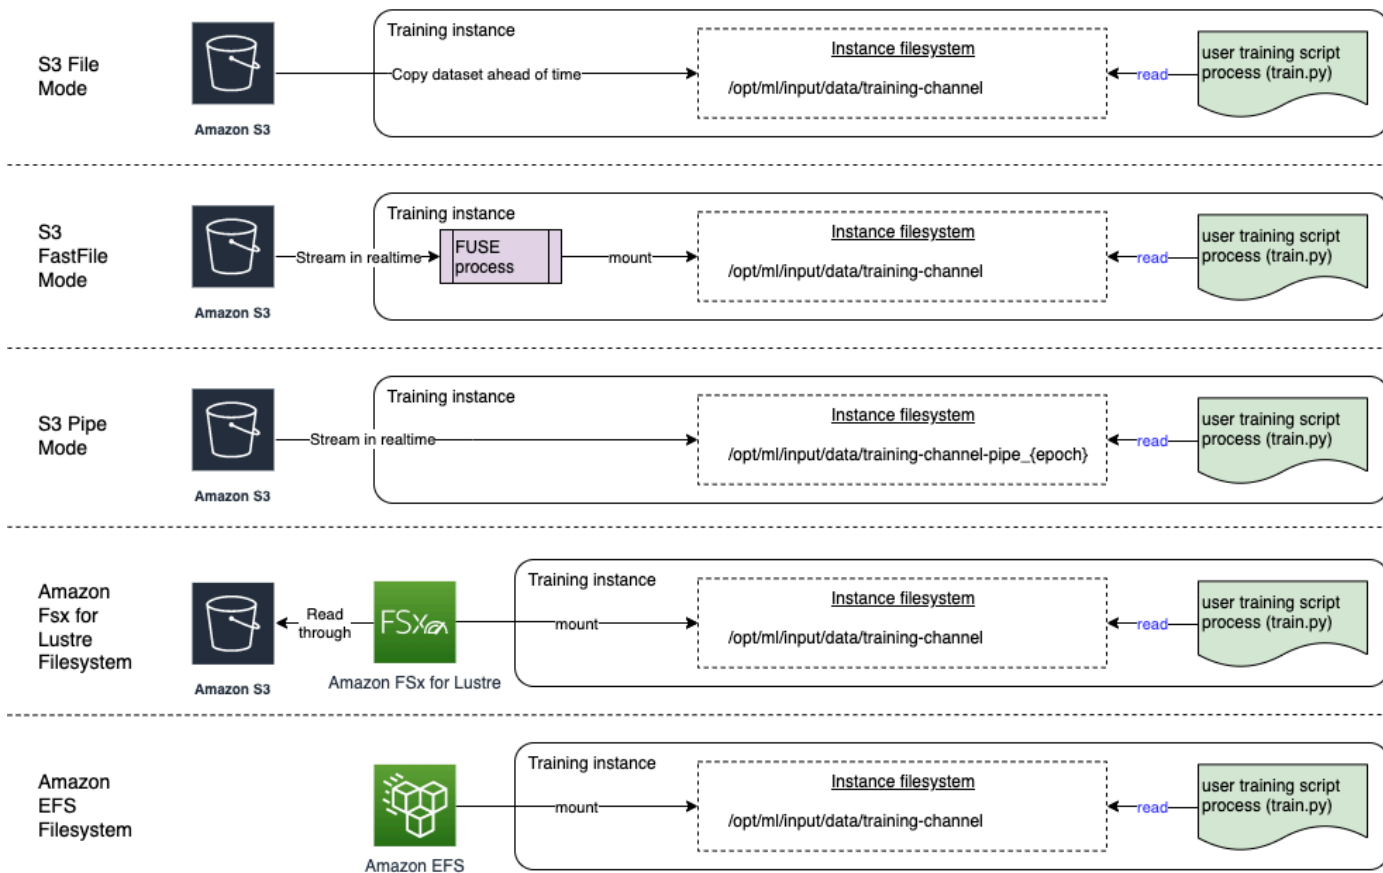 S3 File
Mode
Amazon S3
Training instance
Copy dataset ahead of time
Instance filesystem
/opt/ml/input/data/training-channel
read
user training script
process (train.py)
S3
FastFile
Mode
Amazon S3
Stream in realtime
Training instance
FUSE
process
mount
Instance filesystem
/opt/ml/input/data/training-channel
read
user training script
process (train.py)
S3 Pipe
Mode
Amazon S3
Training instance
Stream in realtime
Instance filesystem
/opt/ml/input/data/training-channel-pipe_{epoch}
read
user training script
process (train.py)
Amazon
Fsx for
Lustre
Filesystem
Amazon S3
Read
through
FSx
Amazon FSx for Lustre
Training instance
mount
Instance filesystem
/opt/ml/input/data/training-channel
read
user training script
process (train.py)
Amazon
EFS
Filesystem
Amazon EFS
Training instance
mount
Instance filesystem
/opt/ml/input/data/training-channel
read
user training script
process (train.py)